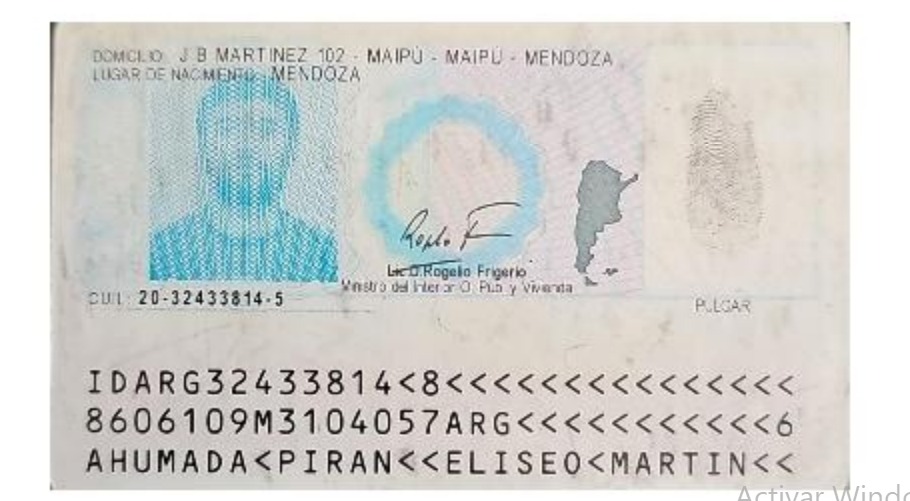 DOMICILIO: J B MARTINEZ 102 - MAIPÚ - MAIPÚ - MENDOZA
LUGAR DE NACIMIENTO: MENDOZA
Lic.D.Rogelio Frigerio
Ministro del Interior O. Pub. y Vivienda
CUIL: 20-32433814-5
PULGAR
IDARG32433814<8<<<<<<<<<<<<<<<
8606109M3104057ARG<<<<<<<<<<<6
AHUMADA<PIRAN<<ELISEO<MARTIN<<
Activar Windo